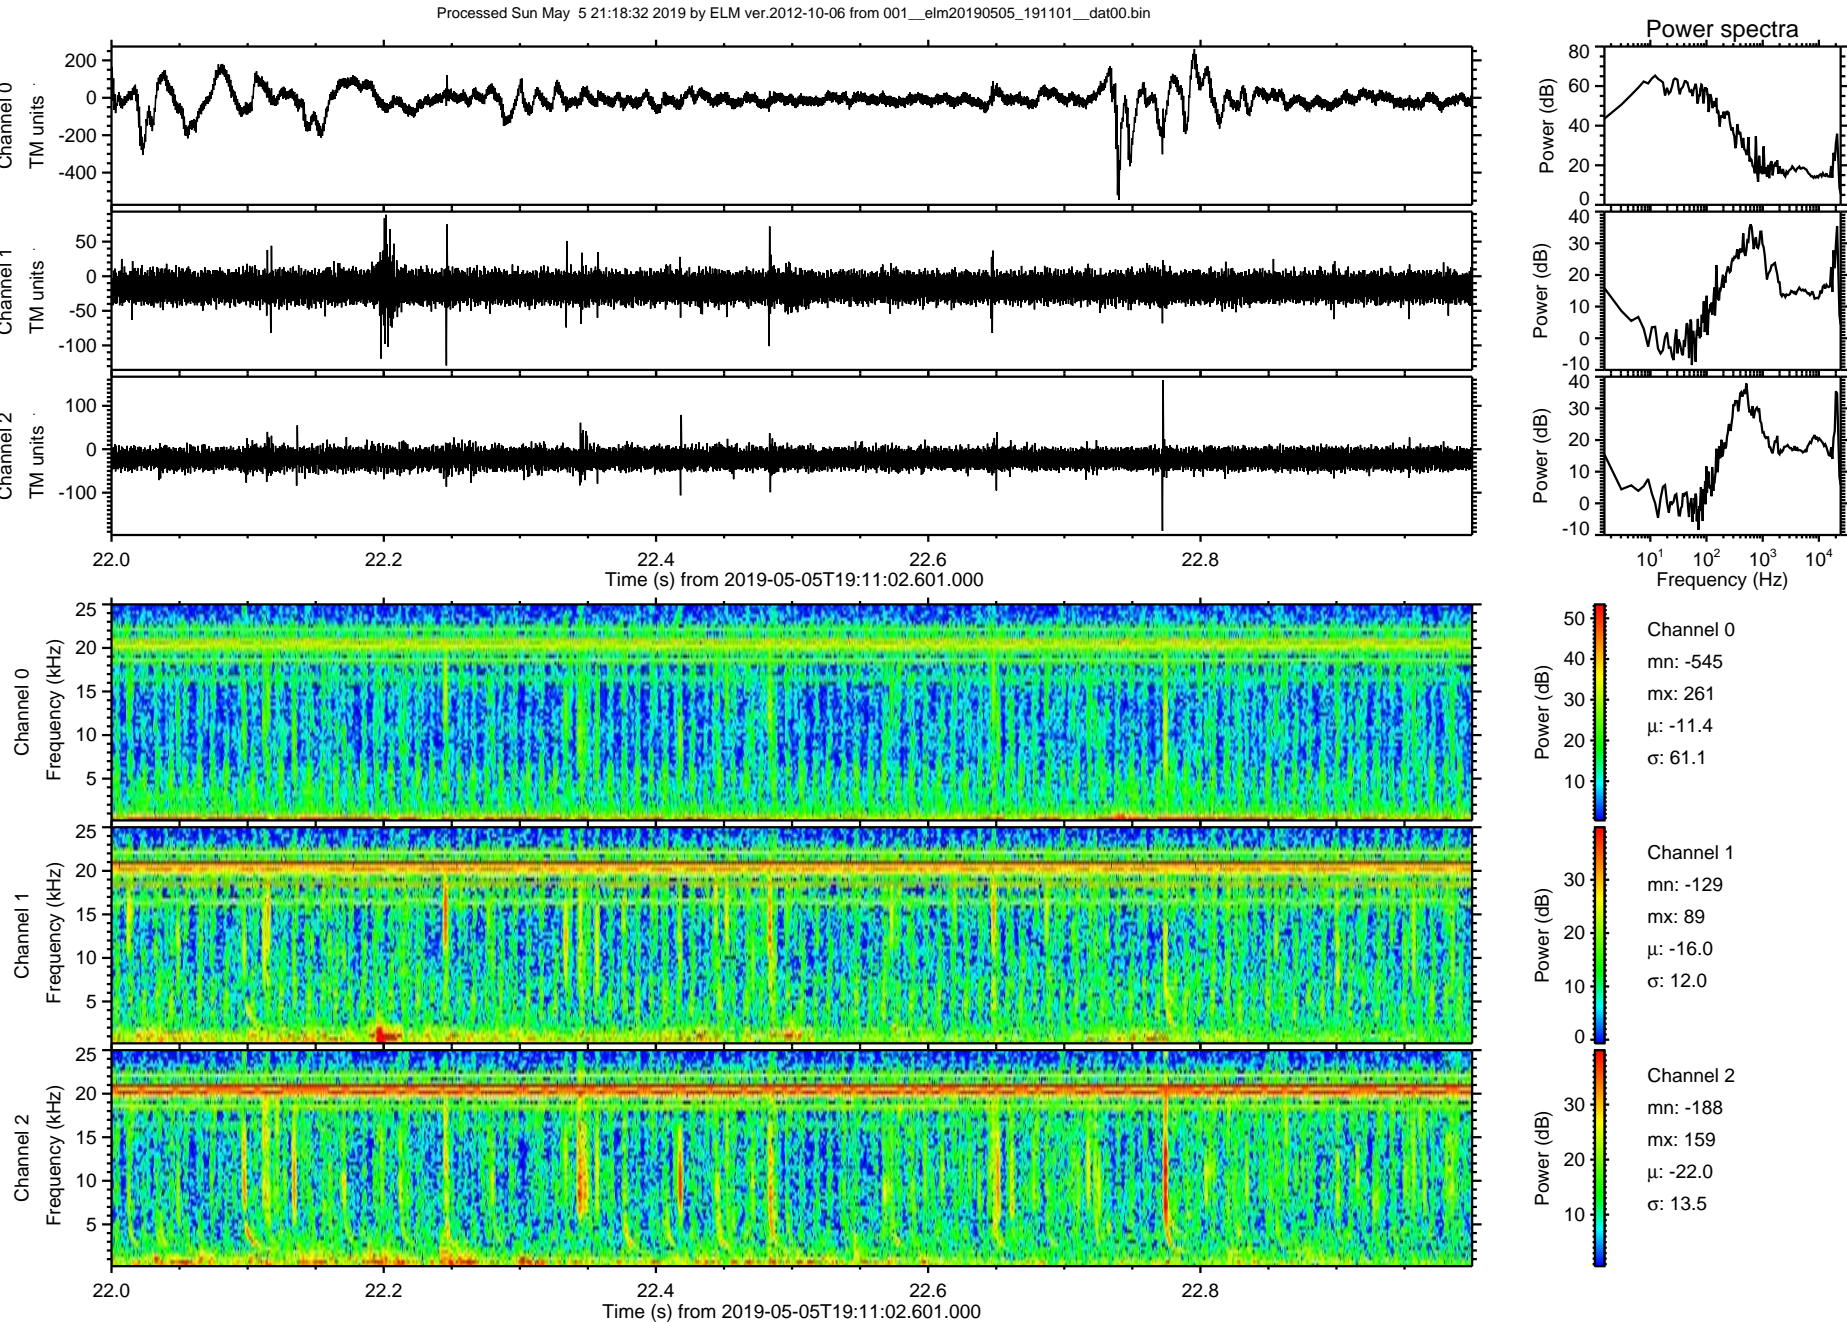 Processed Sun May  5 21:18:32 2019 by ELM ver.2012-10-06 from 001__elm20190505_191101__dat00.bin
Power spectra
Channel 0
TM units
200
0
-200
-400
Power (dB)
80
60
40
20
0
Channel 1
TM units
50
0
-50
-100
Power (dB)
40
30
20
10
0
-10
Channel 2
TM units
100
0
-100
Power (dB)
40
30
20
10
0
-10
22.0 22.2 22.4 22.6 22.8
Time (s) from 2019-05-05T19:11:02.601.000
10¹ 10² 10³ 10⁴
Frequency (Hz)
Channel 0
Frequency (kHz)
25
20
15
10
5
Power (dB)
50
40
30
20
10
Channel 0
mn: -545
mx: 261
μ: -11.4
σ: 61.1
Channel 1
Frequency (kHz)
25
20
15
10
5
Power (dB)
30
20
10
0
Channel 1
mn: -129
mx: 89
μ: -16.0
σ: 12.0
Channel 2
Frequency (kHz)
25
20
15
10
5
Power (dB)
30
20
10
Channel 2
mn: -188
mx: 159
μ: -22.0
σ: 13.5
22.0 22.2 22.4 22.6 22.8
Time (s) from 2019-05-05T19:11:02.601.000